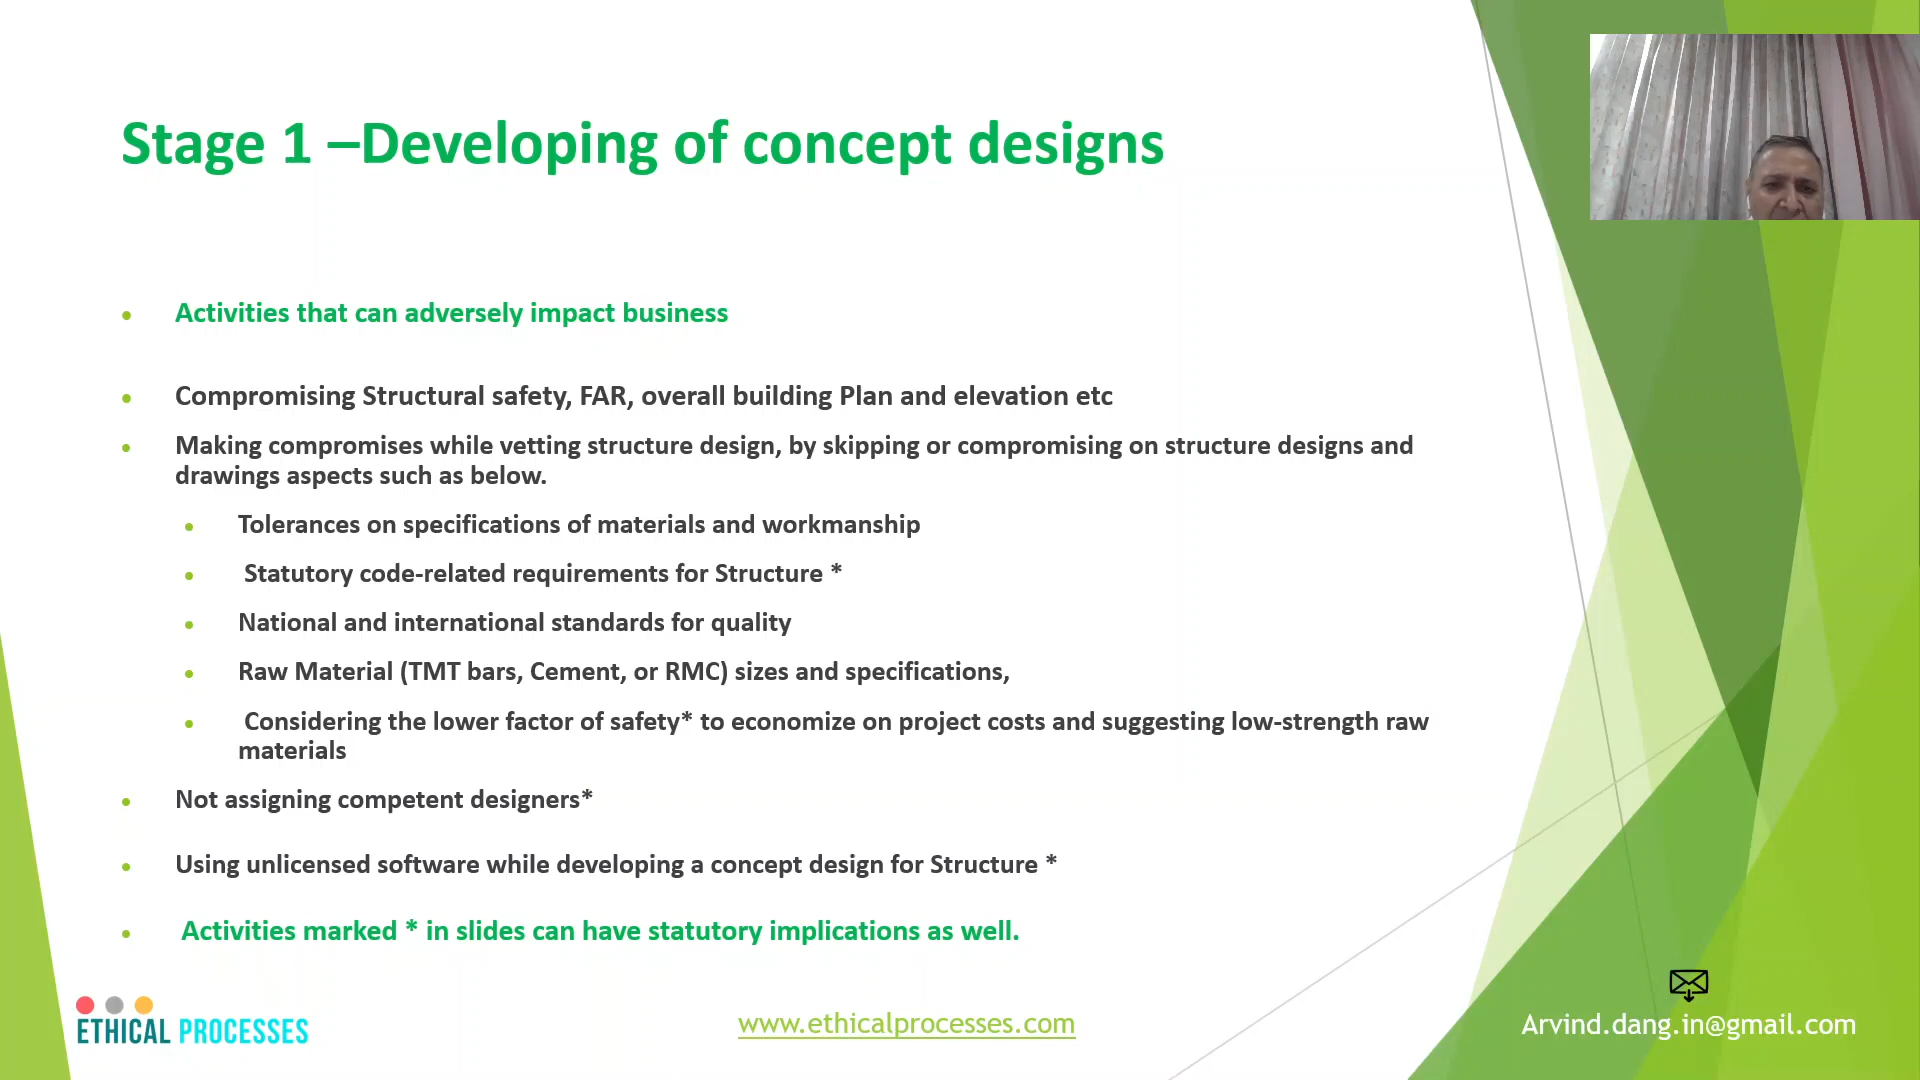 Stage 1 –Developing of concept designs
Activities that can adversely impact business
Compromising Structural safety, FAR, overall building Plan and elevation etc
Making compromises while vetting structure design, by skipping or compromising on structure designs and
drawings aspects such as below.
Tolerances on specifications of materials and workmanship
Statutory code-related requirements for Structure *
National and international standards for quality
Raw Material (TMT bars, Cement, or RMC) sizes and specifications,
Considering the lower factor of safety* to economize on project costs and suggesting low-strength raw
materials
Not assigning competent designers*
Using unlicensed software while developing a concept design for Structure *
Activities marked * in slides can have statutory implications as well.
ETHICAL PROCESSES
www.ethicalprocesses.com
Arvind.dang.in@gmail.com